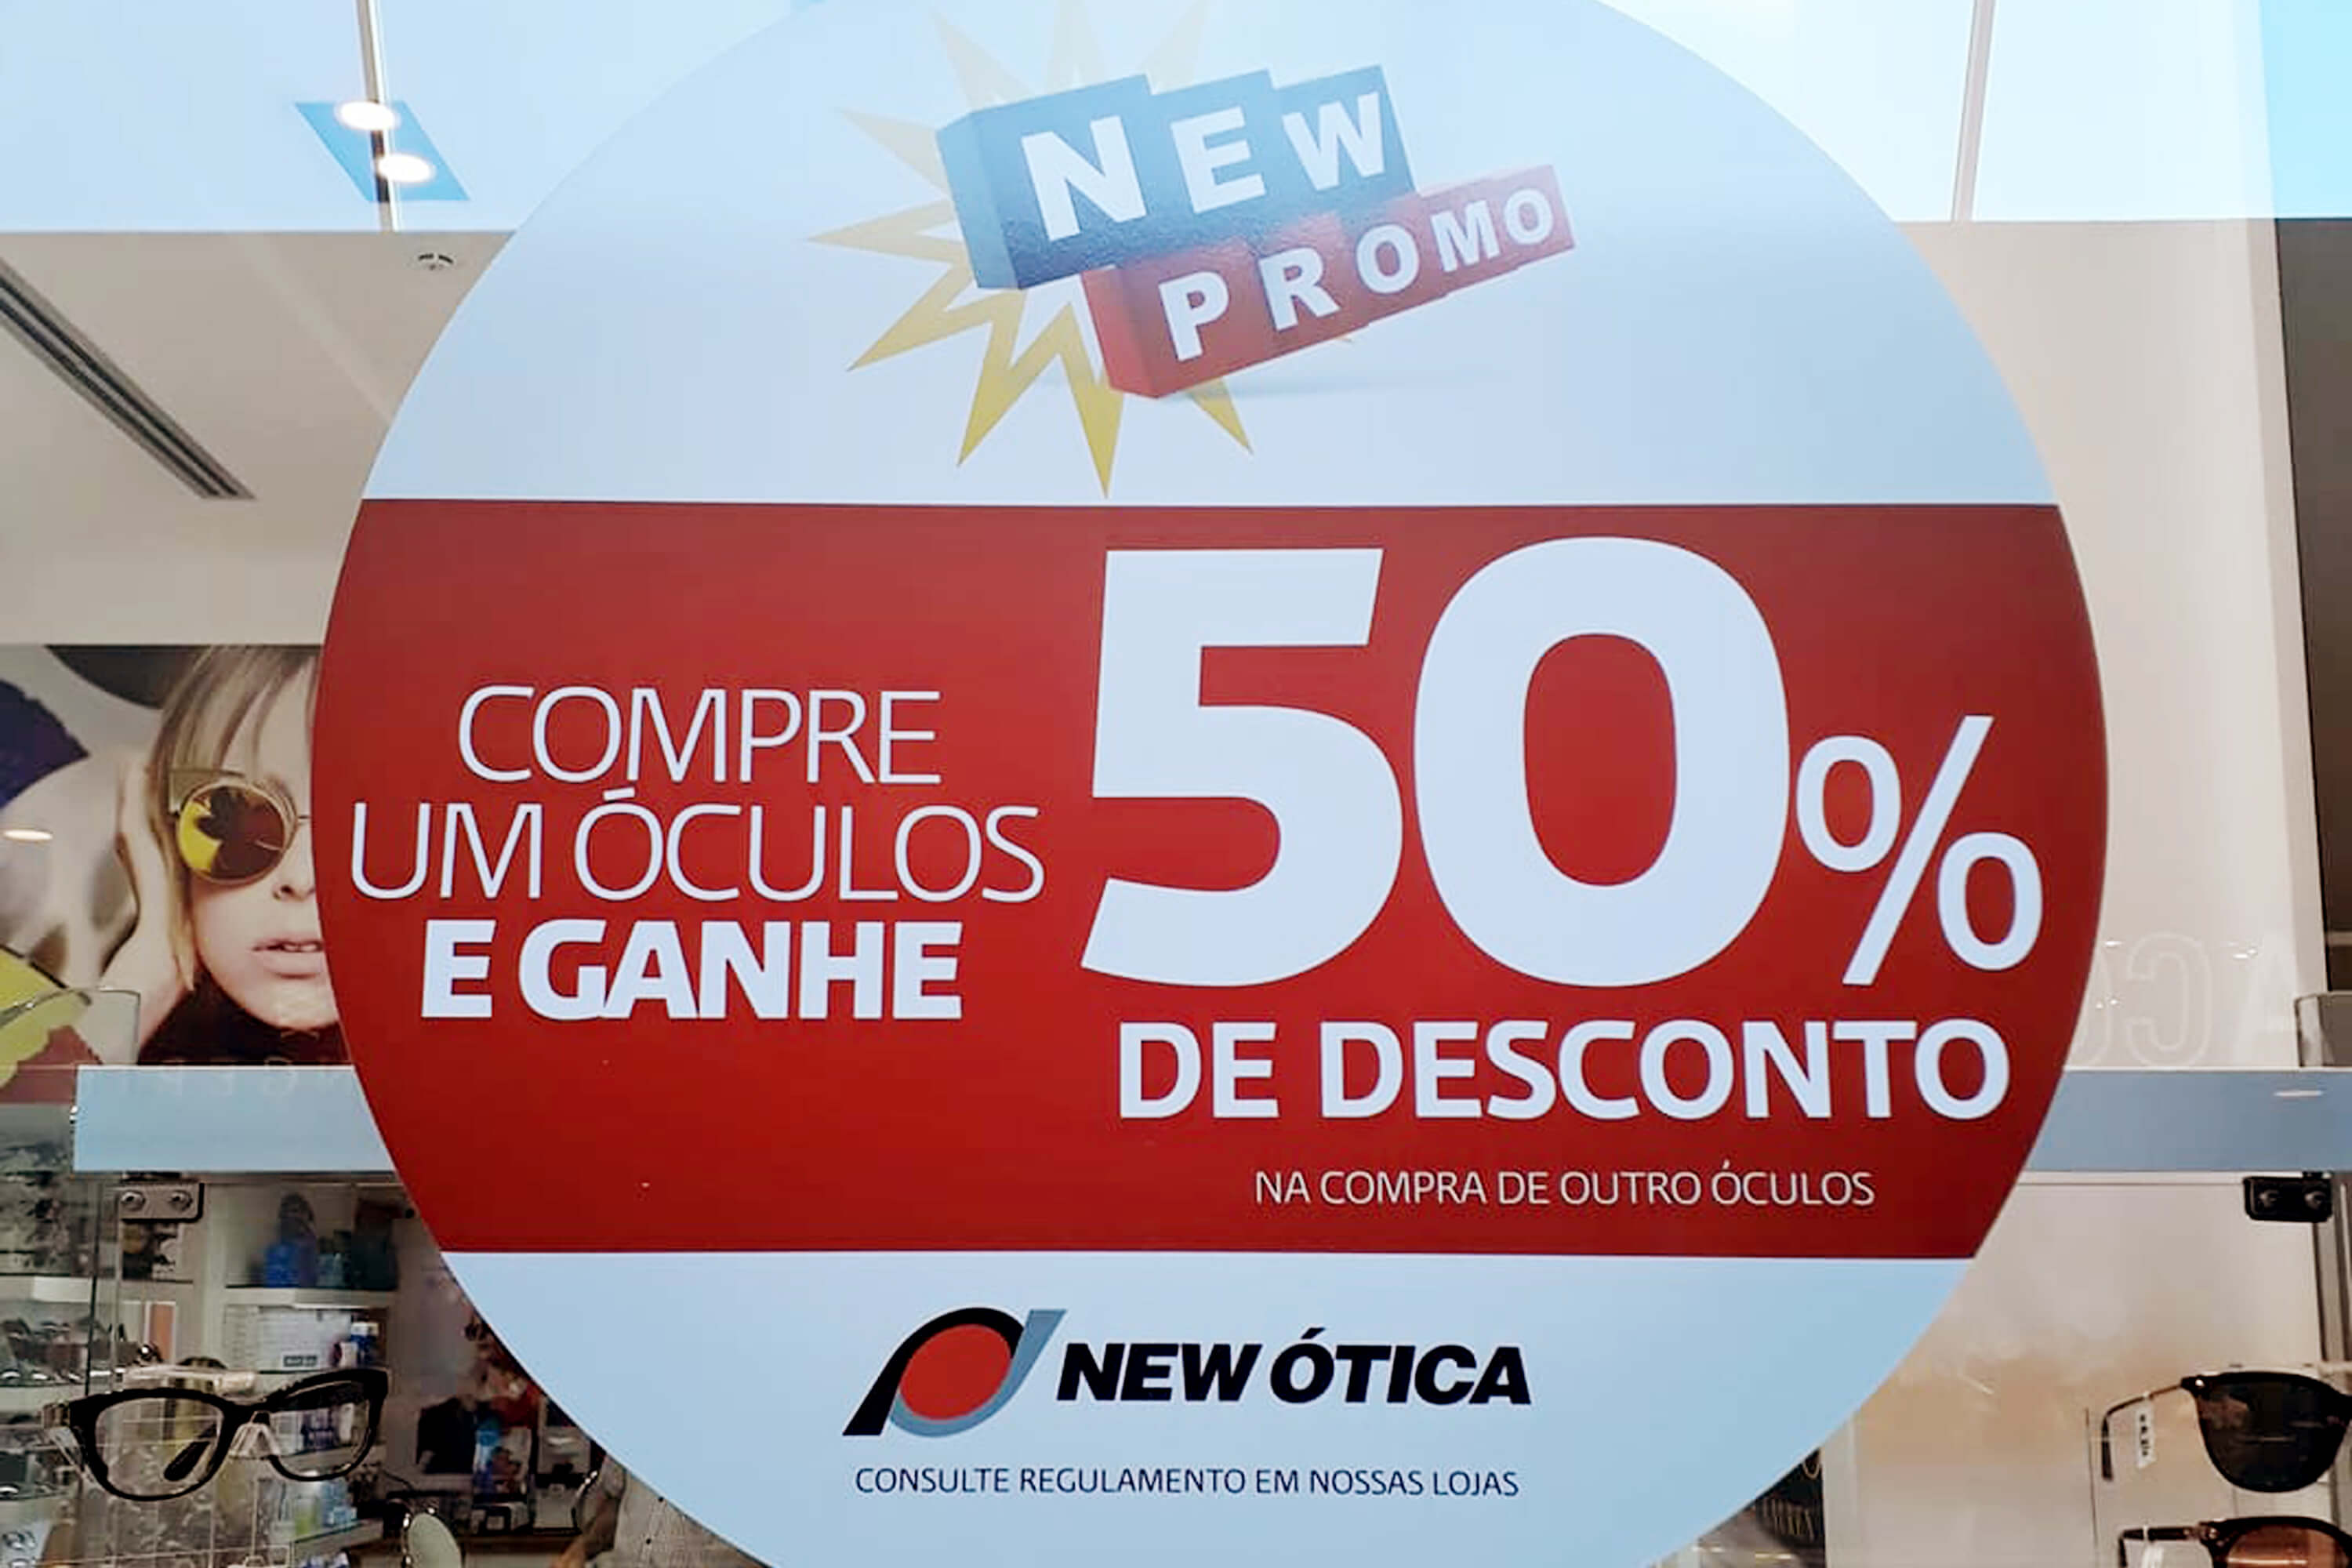 NEW
PROMO
COMPRE
UM ÓCULOS
E GANHE
50%
DE DESCONTO
NA COMPRA DE OUTRO ÓCULOS
NEW ÓTICA
CONSULTE REGULAMENTO EM NOSSAS LOJAS